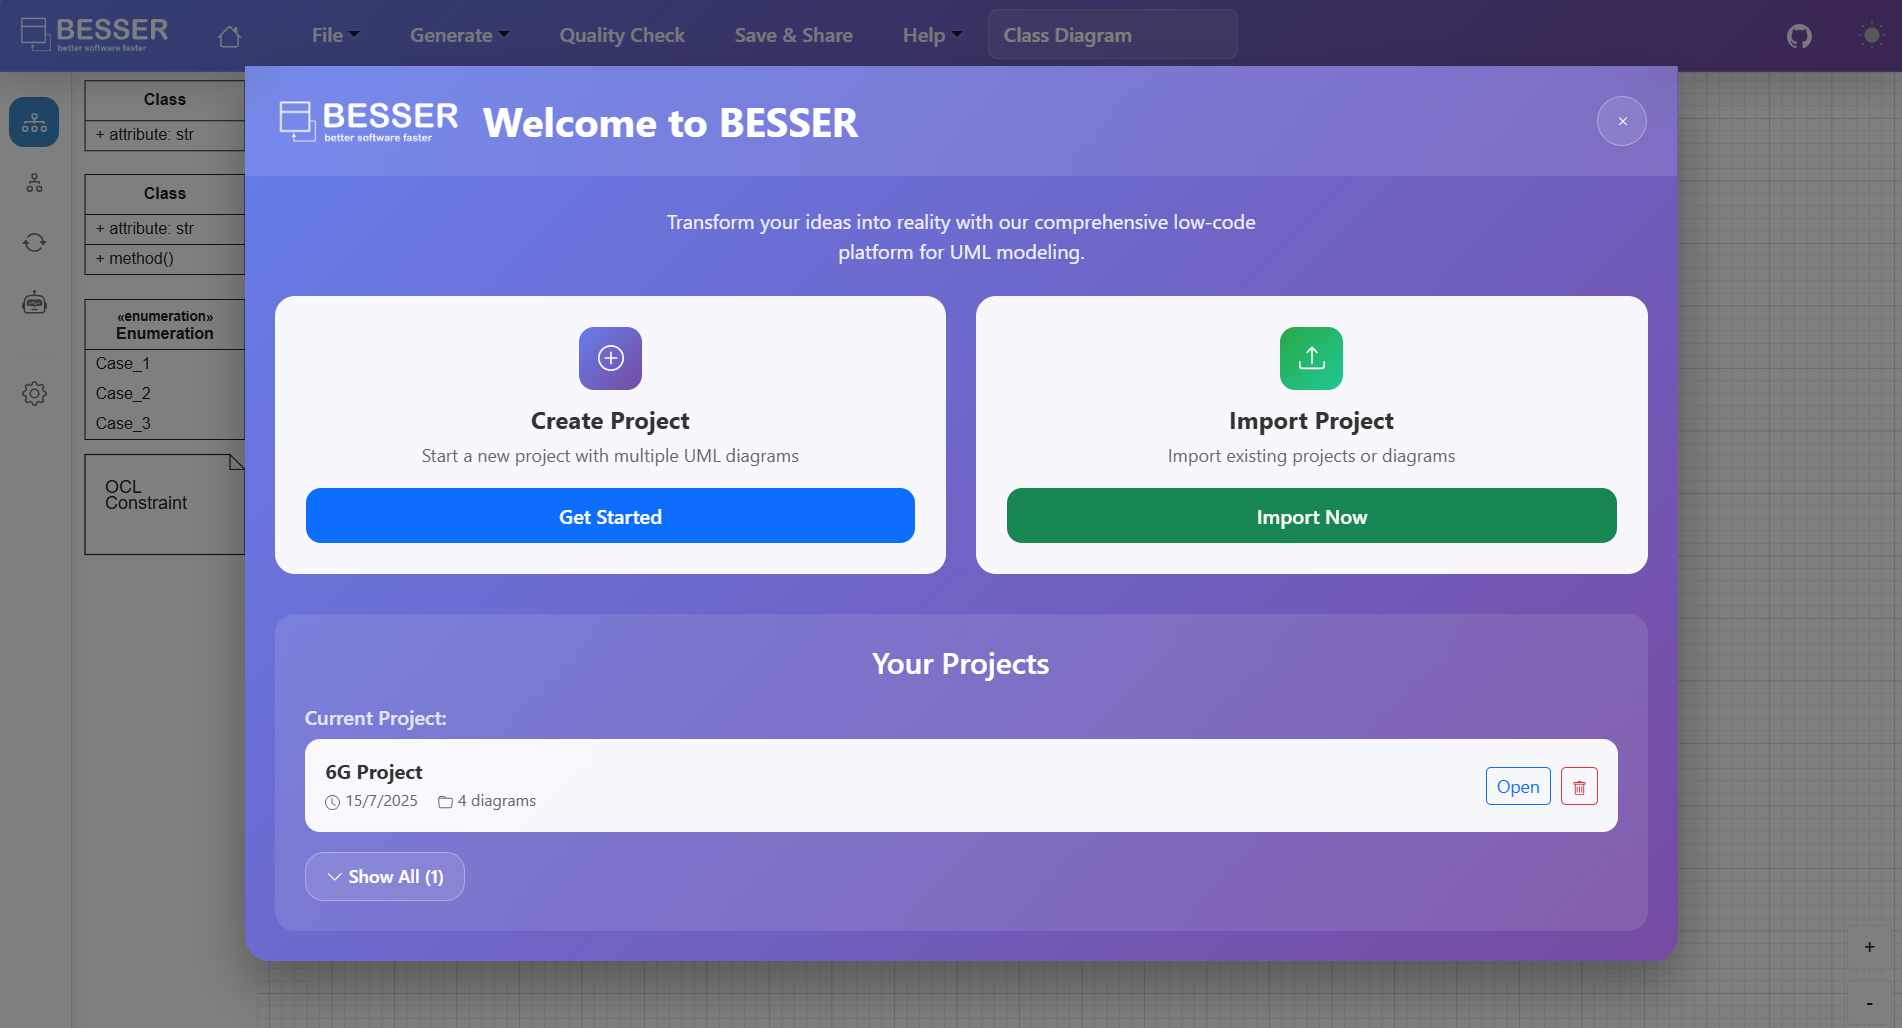 BESSER
better software faster
File
Generate
Quality Check
Save & Share
Help
Class Diagram
Class
+ attribute: str
Class
+ attribute: str
+ method()
«enumeration»
Enumeration
Case_1
Case_2
Case_3
OCL
Constraint
BESSER
better software faster
Welcome to BESSER
×
Transform your ideas into reality with our comprehensive low-code
platform for UML modeling.
Create Project
Start a new project with multiple UML diagrams
Get Started
Import Project
Import existing projects or diagrams
Import Now
Your Projects
Current Project:
6G Project
15/7/2025
4 diagrams
Open
Show All (1)
+
-